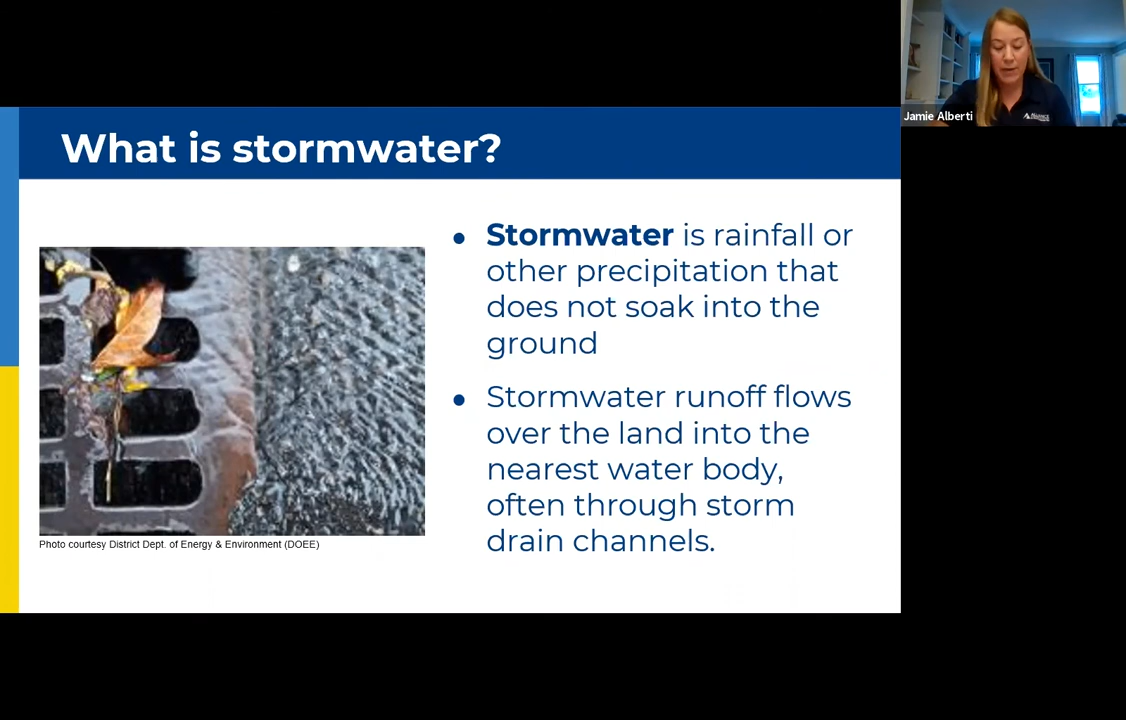 Jamie Alberti
What is stormwater?
● Stormwater is rainfall or
other precipitation that
does not soak into the
ground
● Stormwater runoff flows
over the land into the
nearest water body,
often through storm
drain channels.
Photo courtesy District Dept. of Energy & Environment (DOEE)